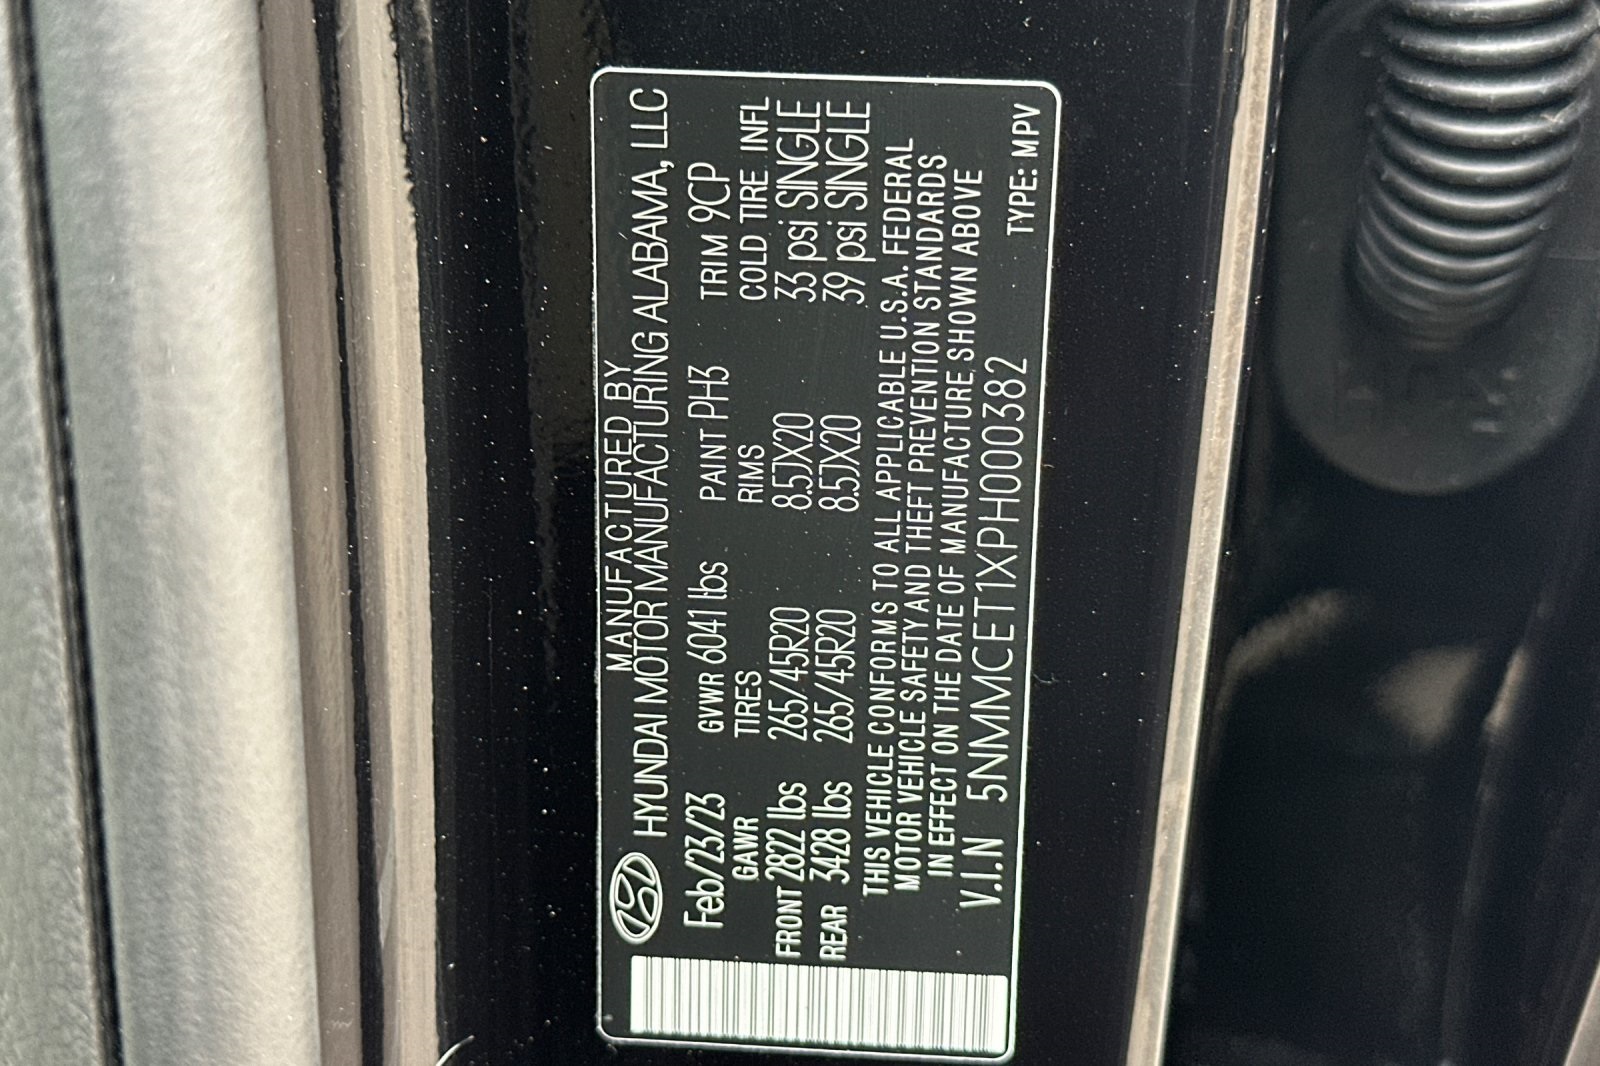 MANUFACTURED BY
HYUNDAI MOTOR MANUFACTURING ALABAMA, LLC
Feb/23/23 GVWR 6041 lbs PAINT PH3 TRIM 9CP
GAWR TIRES RIMS COLD TIRE. INFL
FRONT 2822 lbs 265/45R20 8.5JX20 33 psi SINGLE
REAR 3428 lbs 265/45R20 8.5JX20 39 psi SINGLE
THIS VEHICLE CONFORMS TO ALL APPLICABLE U.S.A. FEDERAL
MOTOR VEHICLE SAFETY AND THEFT PREVENTION STANDARDS
IN EFFECT ON THE DATE OF MANUFACTURE SHOWN ABOVE
V.I.N 5NMMCET1XPH000382 TYPE: MPV